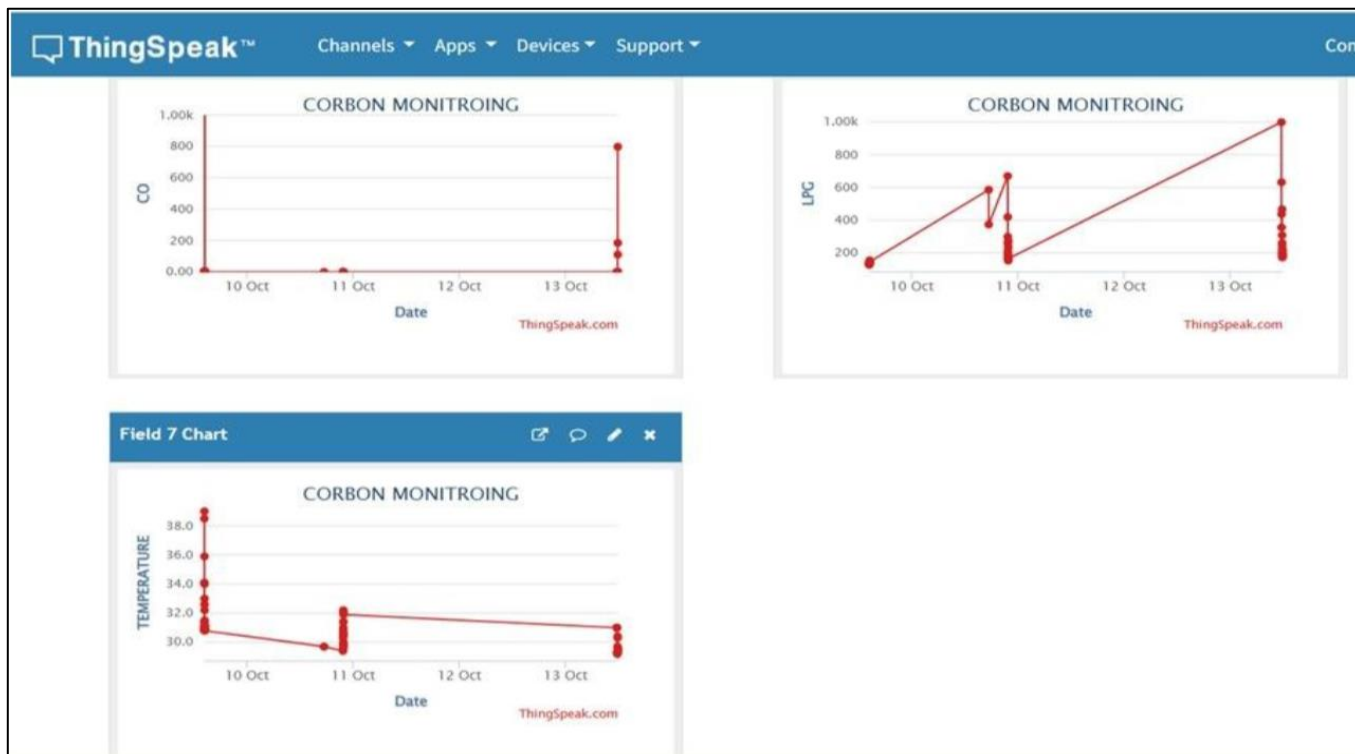 ThingSpeak™ Channels Apps Devices Support
CORBON MONITROING
1.00k
800
600
400
200
0.00
CO
10 Oct 11 Oct 12 Oct 13 Oct
Date
ThingSpeak.com
CORBON MONITROING
1.00k
800
600
400
200
LPG
10 Oct 11 Oct 12 Oct 13 Oct
Date
ThingSpeak.com
Field 7 Chart
CORBON MONITROING
38.0
36.0
34.0
32.0
30.0
TEMPERATURE
10 Oct 11 Oct 12 Oct 13 Oct
Date
ThingSpeak.com